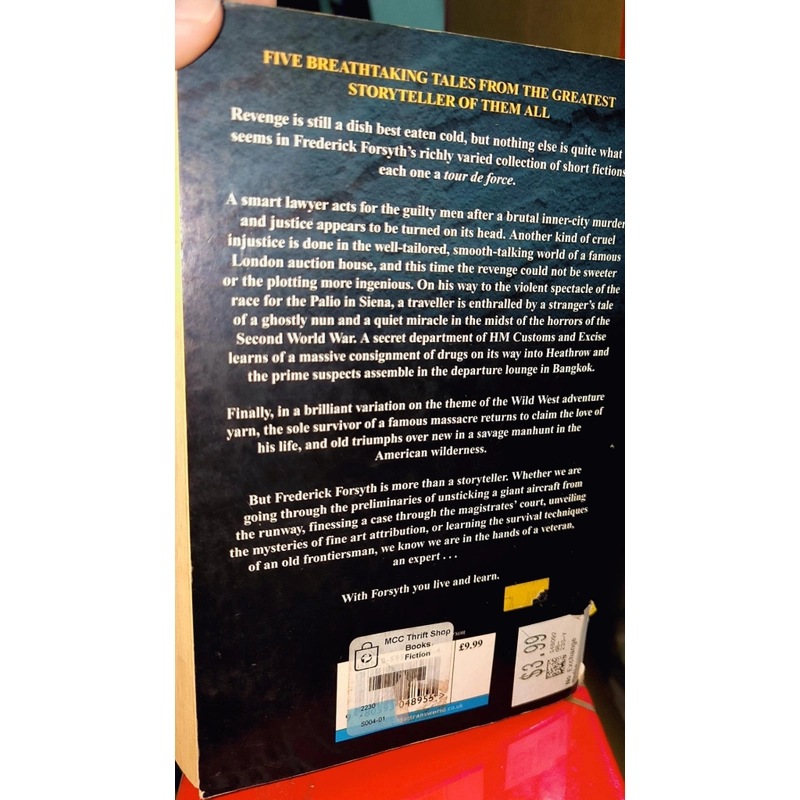 FIVE BREATHTAKING TALES FROM THE GREATEST
STORYTELLER OF THEM ALL
Revenge is still a dish best eaten cold, but nothing else is quite what
seems in Frederick Forsyth's richly varied collection of short fictions
each one a tour de force.
A smart lawyer acts for the guilty men after a brutal inner-city murder
and justice appears to be turned on its head. Another kind of cruel
injustice is done in the well-tailored, smooth-talking world of a famous
London auction house, and this time the revenge could not be sweeter
or the plotting more ingenious. On his way to the violent spectacle of the
race for the Palio in Siena, a traveller is enthralled by a stranger's tale
of a ghostly nun and a quiet miracle in the midst of the horrors of the
Second World War. A secret department of HM Customs and Excise
learns of a massive consignment of drugs on its way into Heathrow and
the prime suspects assemble in the departure lounge in Bangkok.
Finally, in a brilliant variation on the theme of the Wild West adventure
yarn, the sole survivor of a famous massacre returns to claim the love of
his life, and old triumphs over new in a savage manhunt in the
American wilderness.
But Frederick Forsyth is more than a storyteller. Whether we are
going through the preliminaries of unsticking a giant aircraft from
the runway, finessing a case through the magistrates' court, unveiling
the mysteries of fine art attribution, or learning the survival techniques
of an old frontiersman, we know we are in the hands of a veteran,
an expert . . .
With Forsyth you live and learn.
MCC Thrift Shop
Books
Fiction
£9.99
2230
5004-01
$3.99
No Exchange